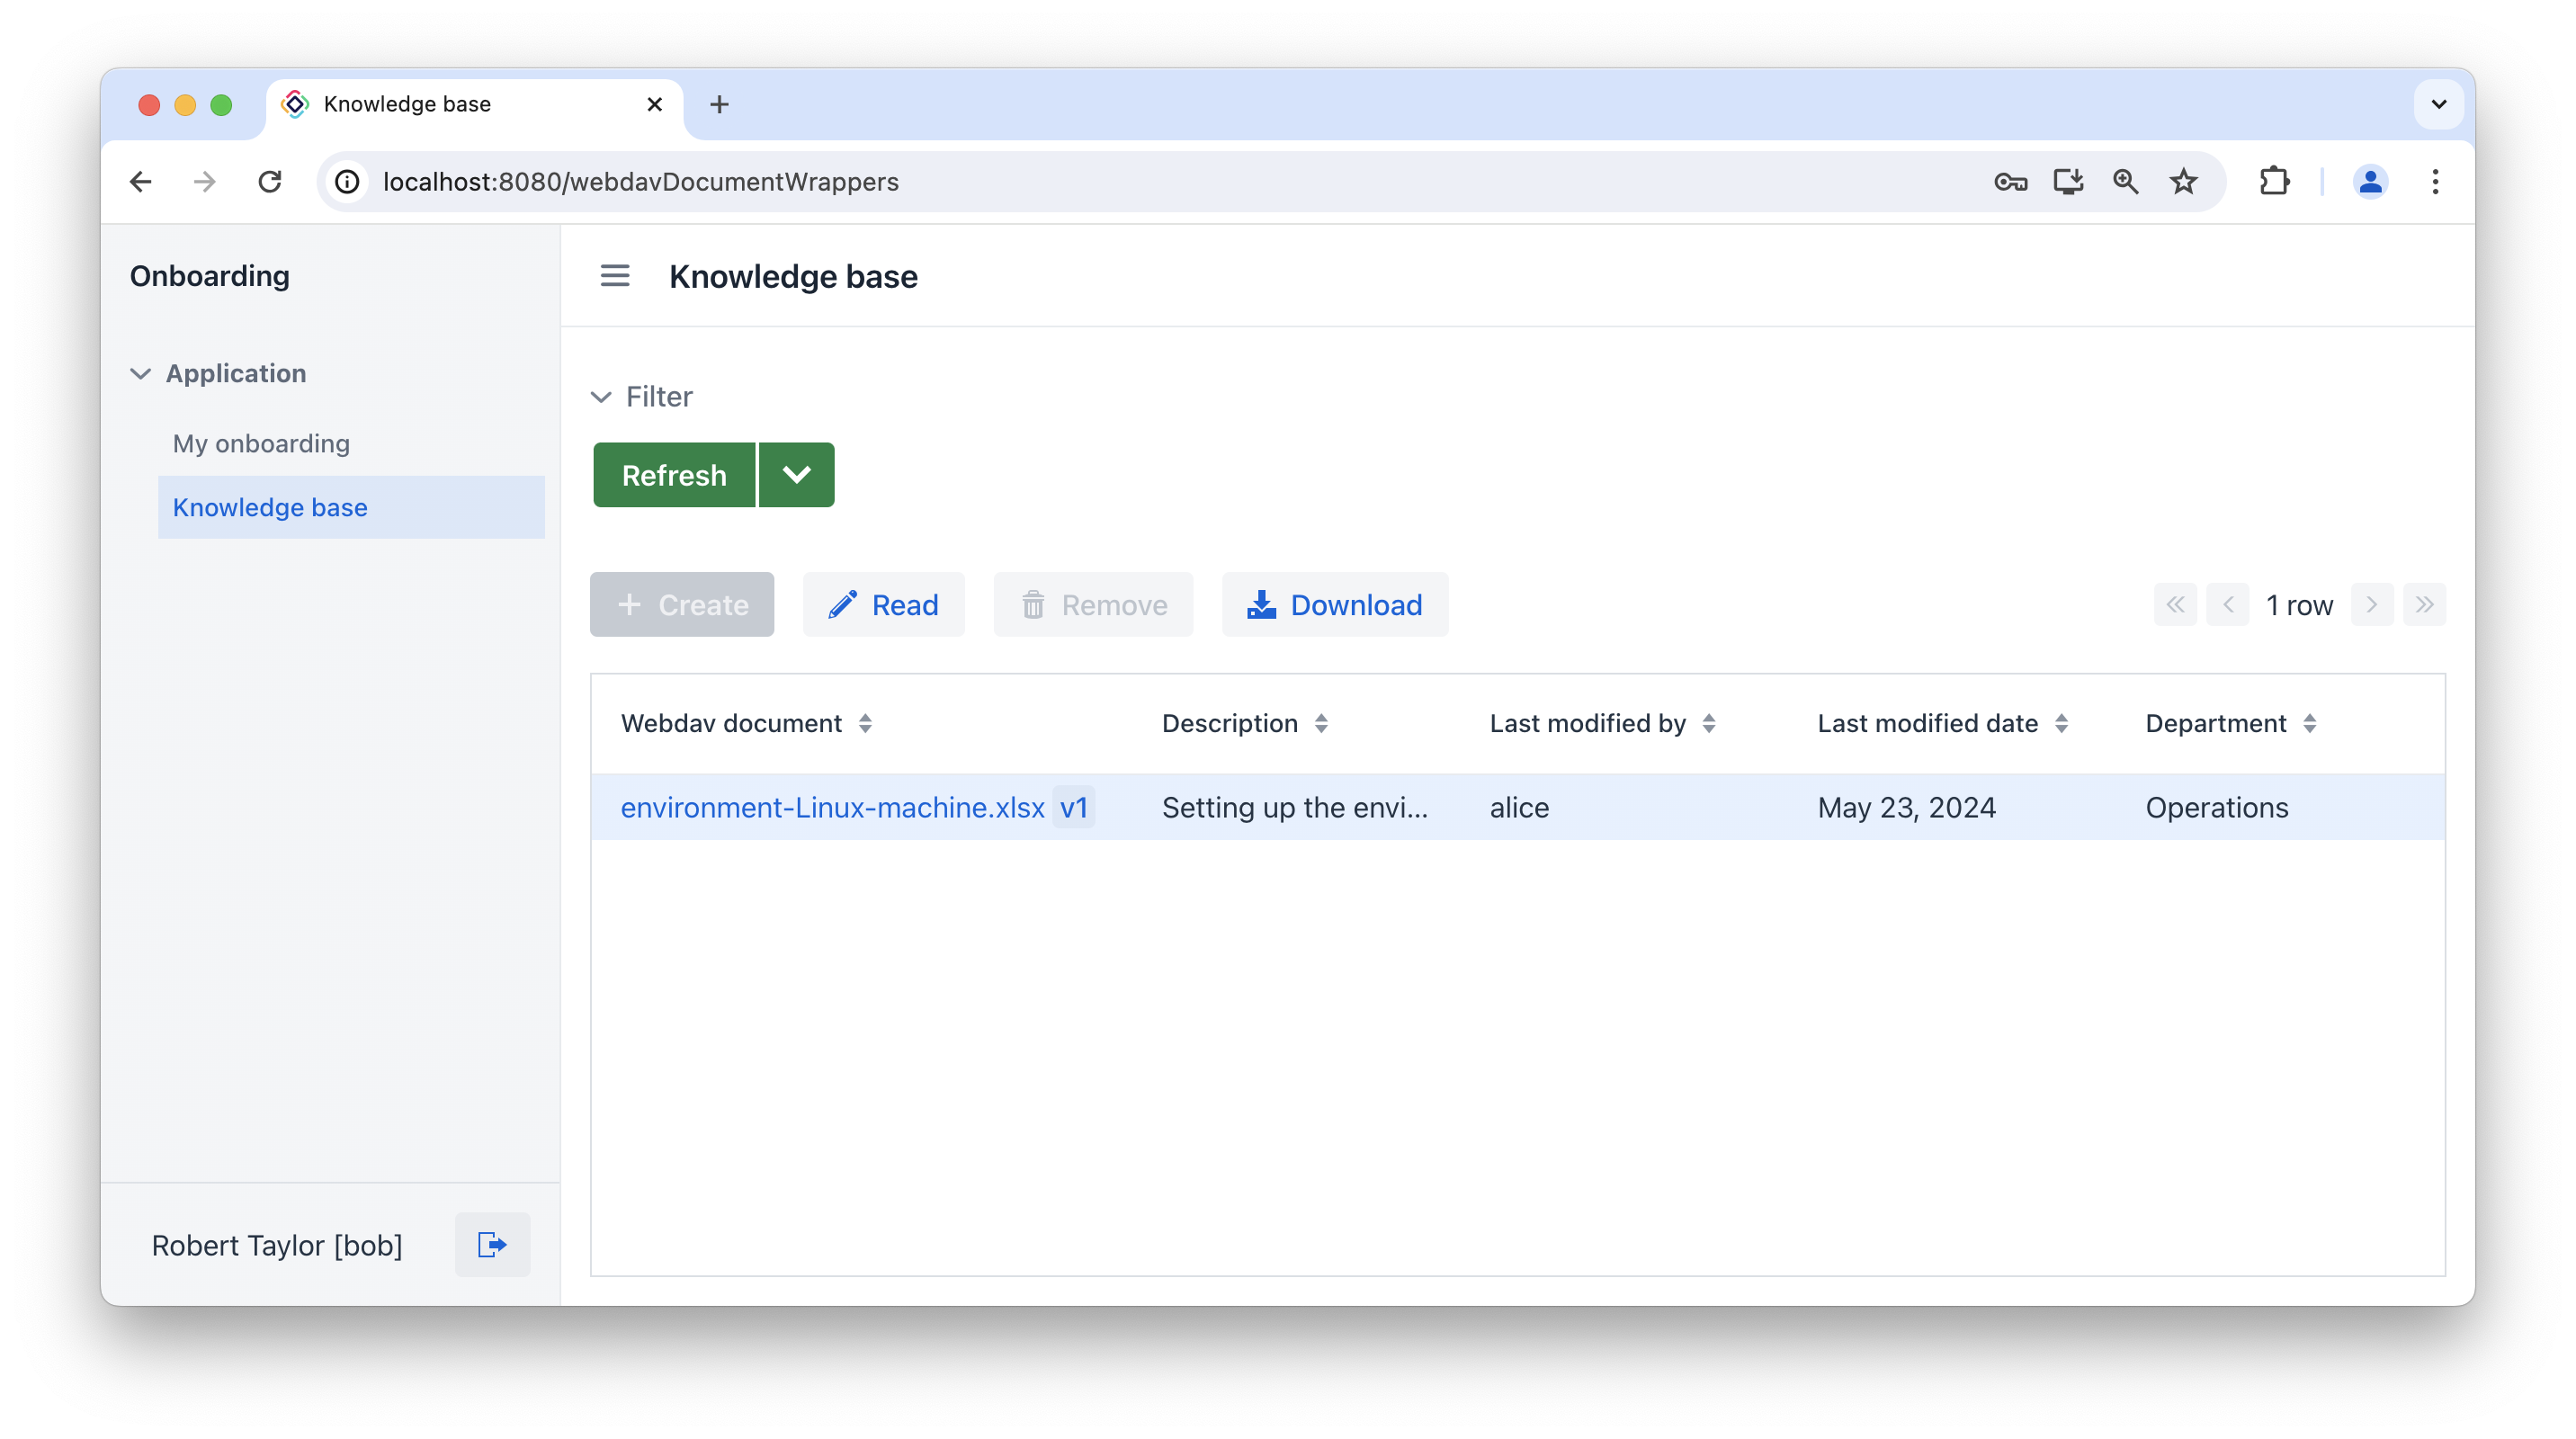 Knowledge base
localhost:8080/webdavDocumentWrappers
Onboarding
Application
My onboarding
Knowledge base
Robert Taylor [bob]
Knowledge base
Filter
Refresh
Create Read Remove Download 1 row
Webdav document Description Last modified by Last modified date Department
environment-Linux-machine.xlsx v1 Setting up the envi... alice May 23, 2024 Operations